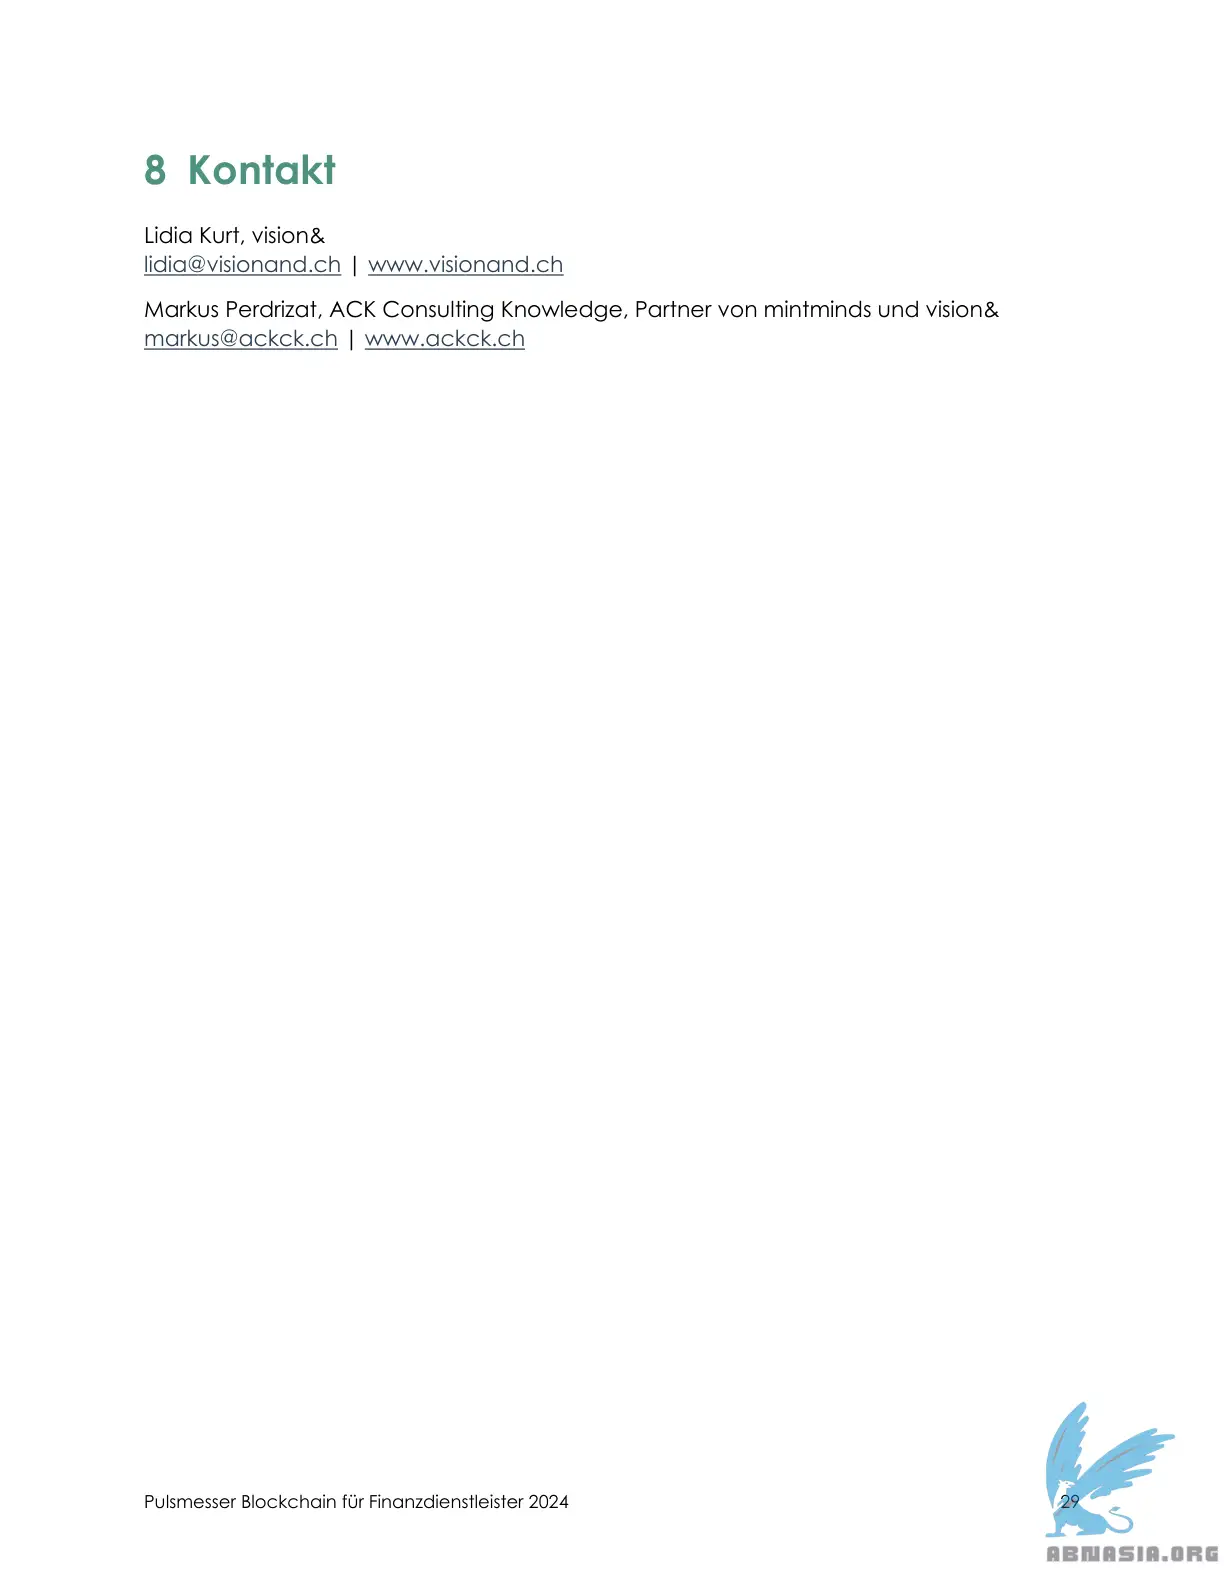 8 Kontakt
Lidia Kurt, vision&
lidia@visionand.ch | www.visionand.ch
Markus Perdrizat, ACK Consulting Knowledge, Partner von mintminds und vision&
markus@ackck.ch | www.ackck.ch
Pulsmesser Blockchain für Finanzdienstleister 2024
29
ABNASIA.ORG